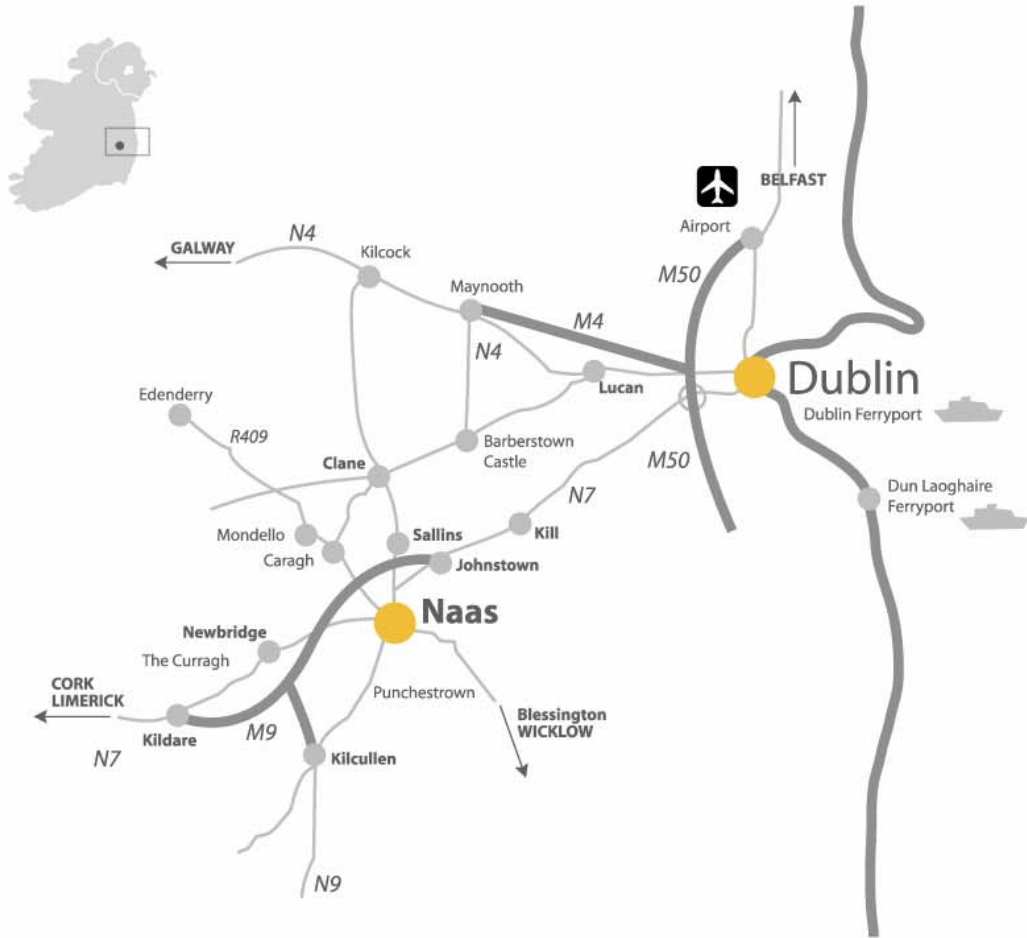 BELFAST
Airport
N4
GALWAY
Kilcock
M50
Maynooth
M4
N4
Dublin
Lucan
Edenderry
Dublin Ferryport
R409
Barberstown
Castle
Clane
M50
N7
Dun Laoghaire
Ferryport
Mondello
Sallins
Kill
Caragh
Johnstown
Naas
Newbridge
The Curragh
CORK
LIMERICK
Punchestrown
Blessington
WICKLOW
Kildare
M9
N7
Kilcullen
N9